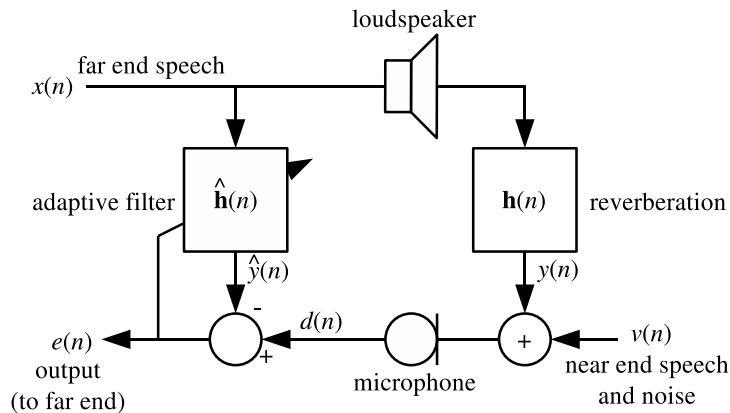 loudspeaker
far end speech
x(n)
adaptive filter
ĥ(n)
h(n)
reverberation
ŷ(n)
y(n)
-
d(n)
v(n)
+
+
e(n)
output
(to far end)
microphone
near end speech
and noise